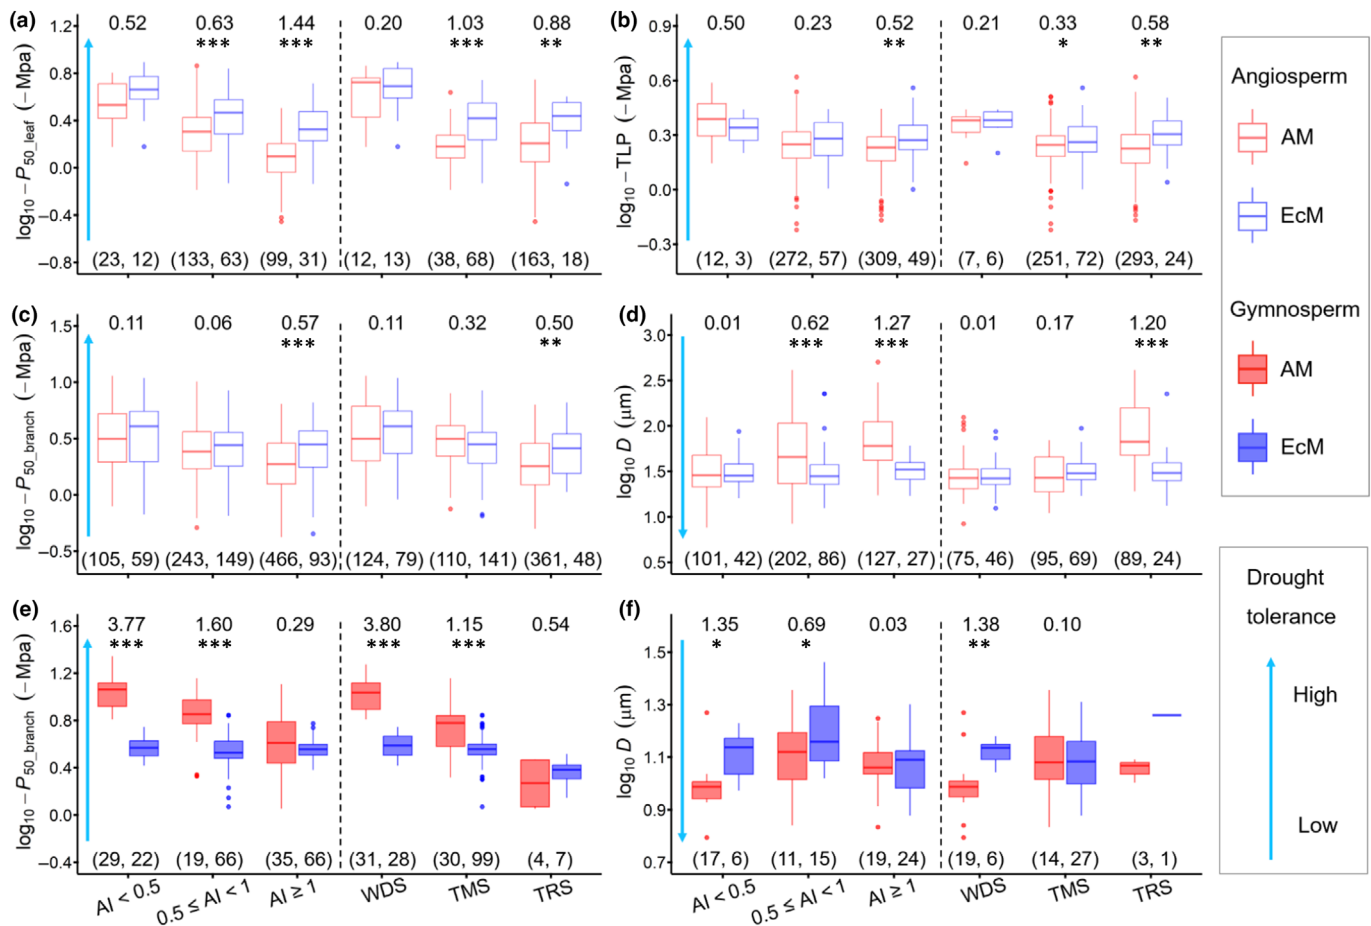 (a)
0.52 0.63 1.44 0.20 1.03 0.88
*** *** *** **
log10 − P50_leaf (−Mpa)
1.2
0.8
0.4
0.0
−0.4
−0.8
(23, 12) (133, 63) (99, 31) (12, 13) (38, 68) (163, 18)
(b)
0.50 0.23 0.52 0.21 0.33 0.58
** * **
log10 − TLP (−Mpa)
0.9
0.6
0.3
0.0
−0.3
(12, 3) (272, 57) (309, 49) (7, 6) (251, 72) (293, 24)
(c)
0.11 0.06 0.57 0.11 0.32 0.50
*** **
log10 − P50_branch (−Mpa)
1.5
1.0
0.5
0.0
−0.5
(105, 59) (243, 149) (466, 93) (124, 79) (110, 141) (361, 48)
(d)
0.01 0.62 1.27 0.01 0.17 1.20
*** *** ***
log10 D (μm)
3.0
2.5
2.0
1.5
1.0
0.5
(101, 42) (202, 86) (127, 27) (75, 46) (95, 69) (89, 24)
(e)
3.77 1.60 0.29 3.80 1.15 0.54
*** *** *** ***
log10 − P50_branch (−Mpa)
1.6
1.2
0.8
0.4
0.0
−0.4
(29, 22) (19, 66) (35, 66) (31, 28) (30, 99) (4, 7)
AI < 0.5 0.5 ≤ AI < 1 AI ≥ 1 WDS TMS TRS
(f)
1.35 0.69 0.03 1.38 0.10
* * **
log10 D (μm)
1.5
1.3
1.1
0.9
0.7
(17, 6) (11, 15) (19, 24) (19, 6) (14, 27) (3, 1)
AI < 0.5 0.5 ≤ AI < 1 AI ≥ 1 WDS TMS TRS
Angiosperm
AM
EcM
Gymnosperm
AM
EcM
Drought
tolerance
High
Low